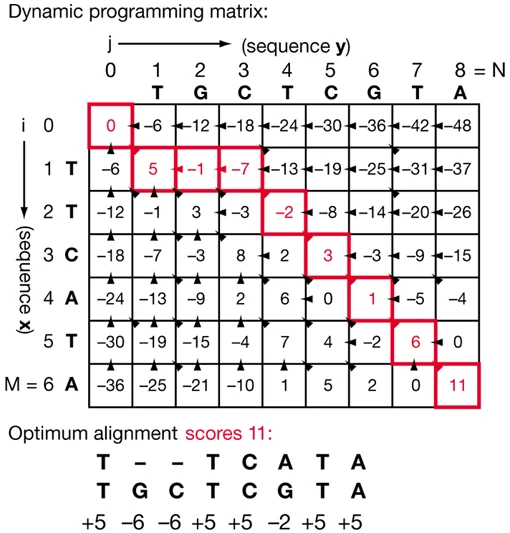 Dynamic programming matrix:
j (sequence y)
0 1 2 3 4 5 6 7 8 = N
T G C T C G T A
i 0 0 −6 −12 −18 −24 −30 −36 −42 −48
1 T −6 5 −1 −7 −13 −19 −25 −31 −37
2 T −12 −1 3 −3 −2 −8 −14 −20 −26
3 C −18 −7 −3 8 2 3 −3 −9 −15
4 A −24 −13 −9 2 6 0 1 −5 −4
5 T −30 −19 −15 −4 7 4 −2 6 0
M = 6 A −36 −25 −21 −10 1 5 2 0 11
(sequence x)
Optimum alignment scores 11:
T – – T C A T A
T G C T C G T A
+5 −6 −6 +5 +5 −2 +5 +5